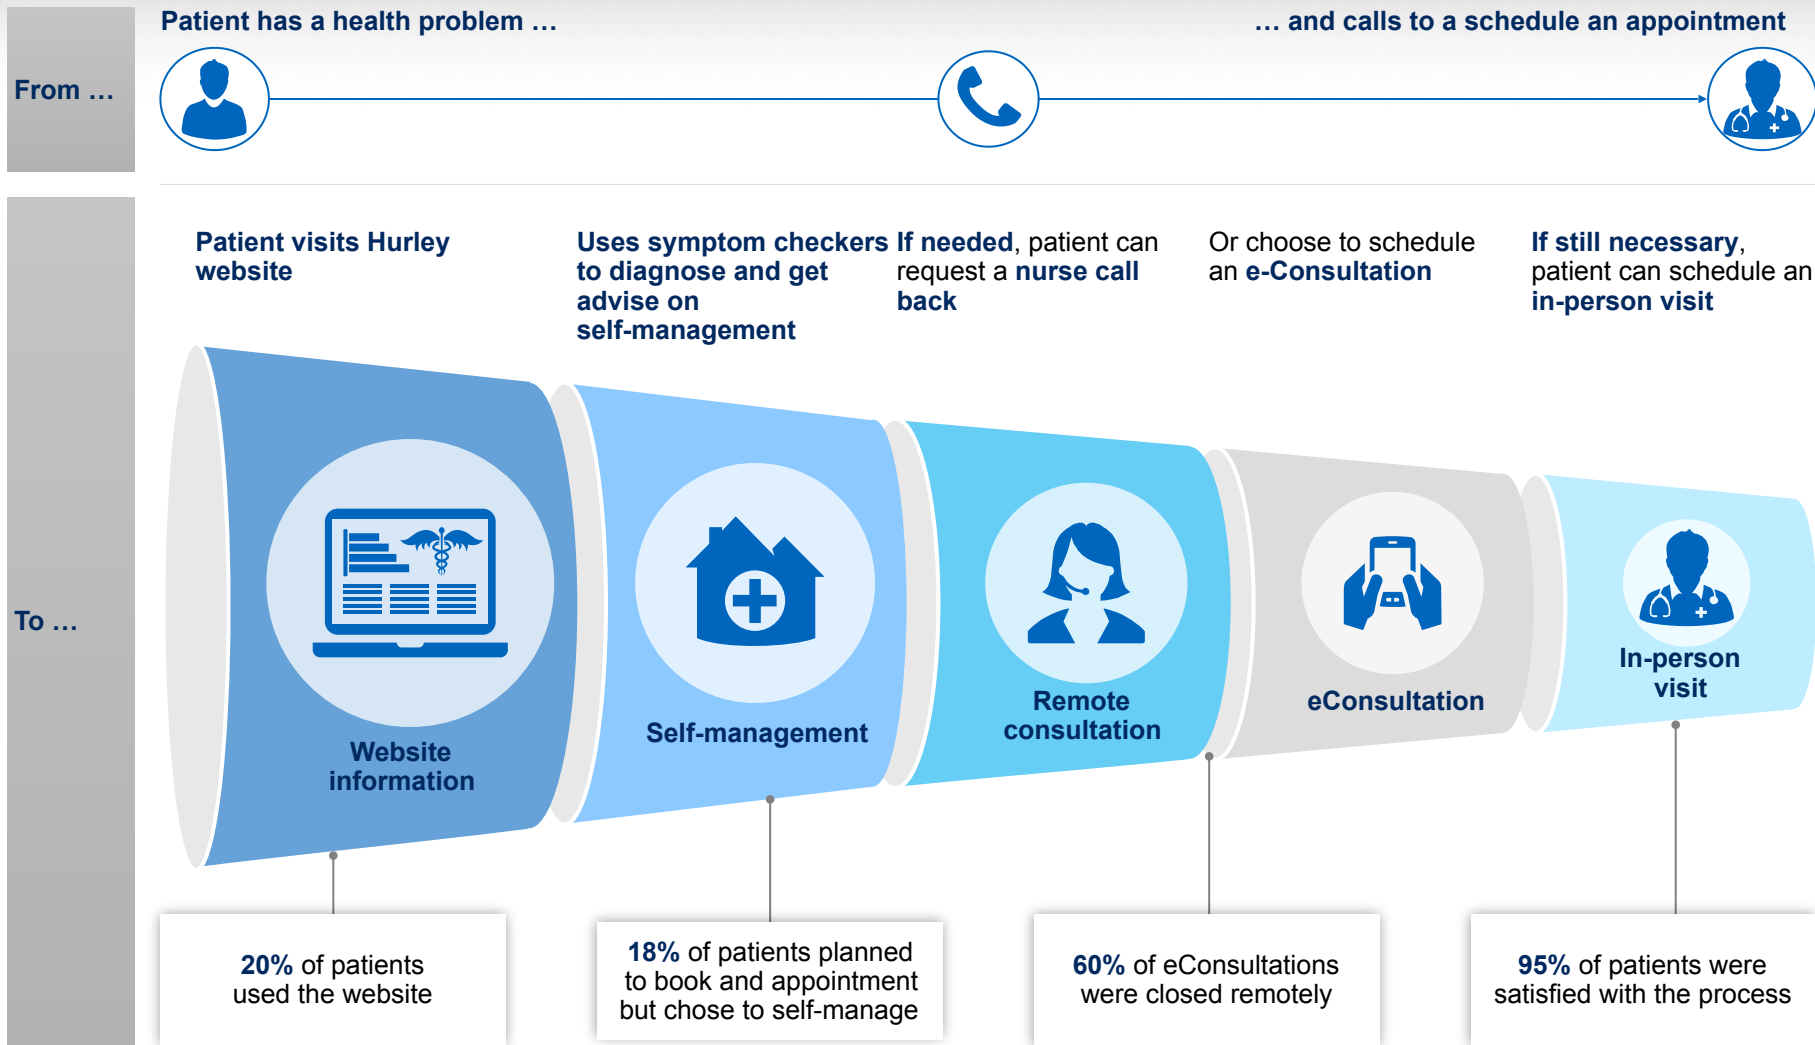 Patient has a health problem …
… and calls to a schedule an appointment
From …
To …
Patient visits Hurley
website
Uses symptom checkers
to diagnose and get
advise on
self-management
If needed, patient can
request a nurse call
back
Or choose to schedule
an e-Consultation
If still necessary,
patient can schedule an
in-person visit
Website
information
Self-management
Remote
consultation
eConsultation
In-person
visit
20% of patients
used the website
18% of patients planned
to book and appointment
but chose to self-manage
60% of eConsultations
were closed remotely
95% of patients were
satisfied with the process